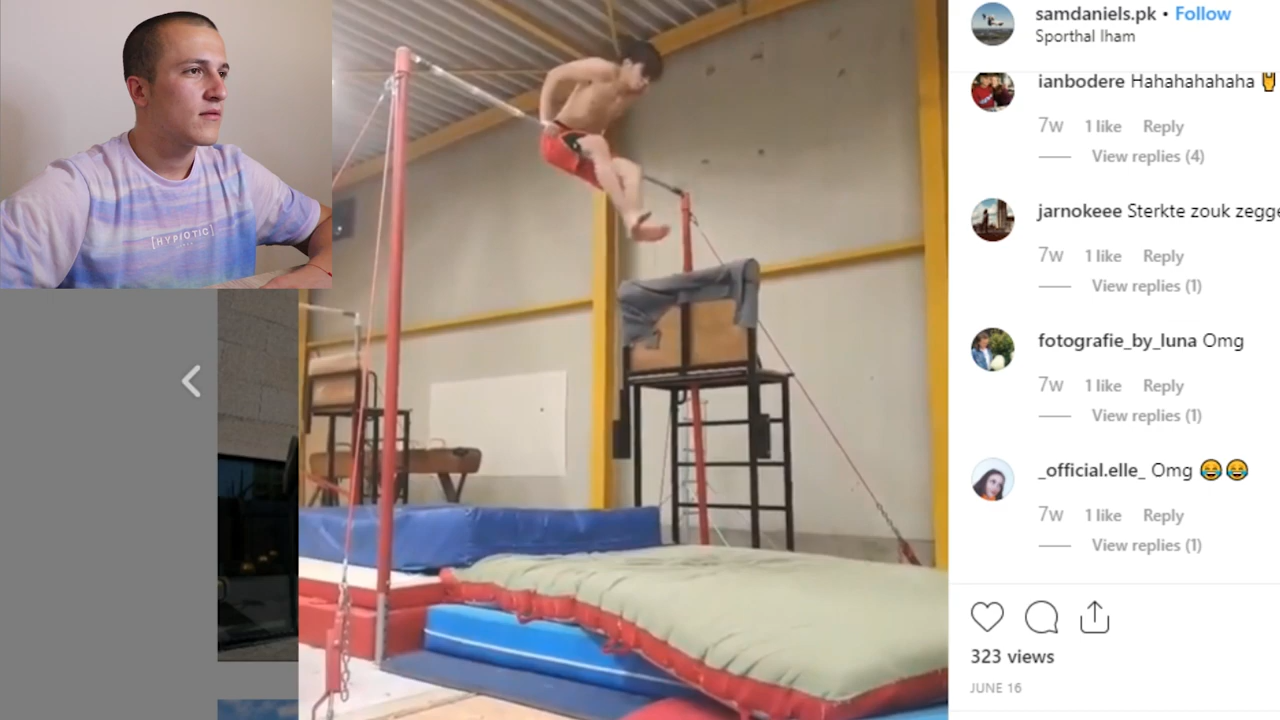 samdaniels.pk • Follow
Sporthal lham
ianbodere Hahahahahaha
7w 1 like Reply
View replies (4)
jarnokeee Sterkte zouk zegge
7w 1 like Reply
View replies (1)
fotografie_by_luna Omg
7w 1 like Reply
View replies (1)
_official.elle_ Omg 😂😂
7w 1 like Reply
View replies (1)
323 views
JUNE 16
[HYPIOTIC]